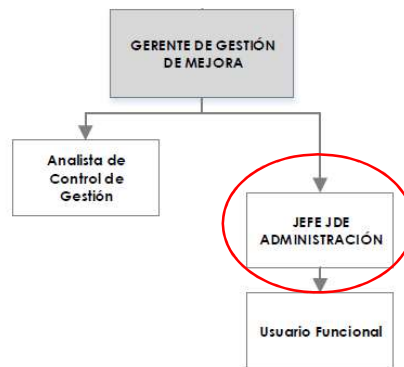 GERENTE DE GESTIÓN
DE MEJORA
Analista de
Control de
Gestión
JEFE JDE
ADMINISTRACIÓN
Usuario Funcional